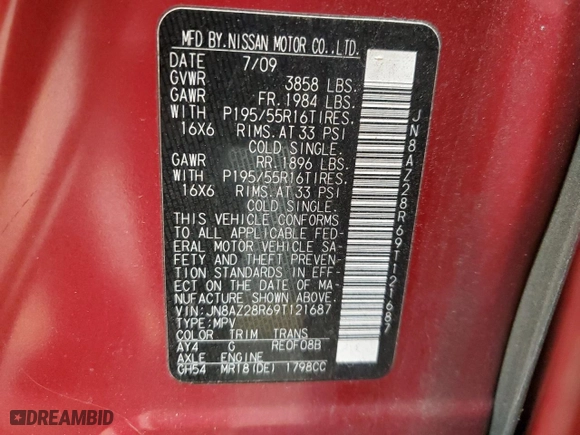 MFD BY.NISSAN MOTOR CO.,LTD.
DATE 7/09
GVWR 3858 LBS.
GAWR FR.1984 LBS.
WITH P195/55R16TIRES.
16X6 RIMS.AT 33 PSI
COLD SINGLE.
GAWR RR.1896 LBS.
WITH P195/55R16TIRES.
16X6 RIMS.AT 33 PSI
COLD SINGLE.
THIS VEHICLE CONFORMS
TO ALL APPLICABLE FED-
ERAL MOTOR VEHICLE SA-
FETY AND THEFT PREVEN-
TION STANDARDS IN EFF-
ECT ON THE DATE OF MA-
NUFACTURE SHOWN ABOVE.
VIN:JN8AZ28R69T121687
TYPE:MPV
COLOR TRIM TRANS
AY4 G RE0F08B
AXLE ENGINE
GH54 MR18(DE) 1798CC
JN8AZ28R69T121687
DREAMBID